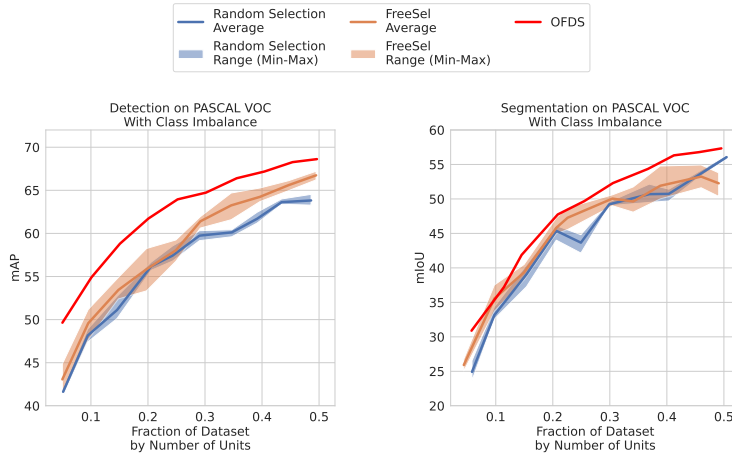 Random Selection
Average
Random Selection
Range (Min-Max)
FreeSel
Average
FreeSel
Range (Min-Max)
OFDS
Detection on PASCAL VOC
With Class Imbalance
mAP
70
65
60
55
50
45
40
0.1 0.2 0.3 0.4 0.5
Fraction of Dataset
by Number of Units
Segmentation on PASCAL VOC
With Class Imbalance
mIoU
60
55
50
45
40
35
30
25
20
0.1 0.2 0.3 0.4 0.5
Fraction of Dataset
by Number of Units